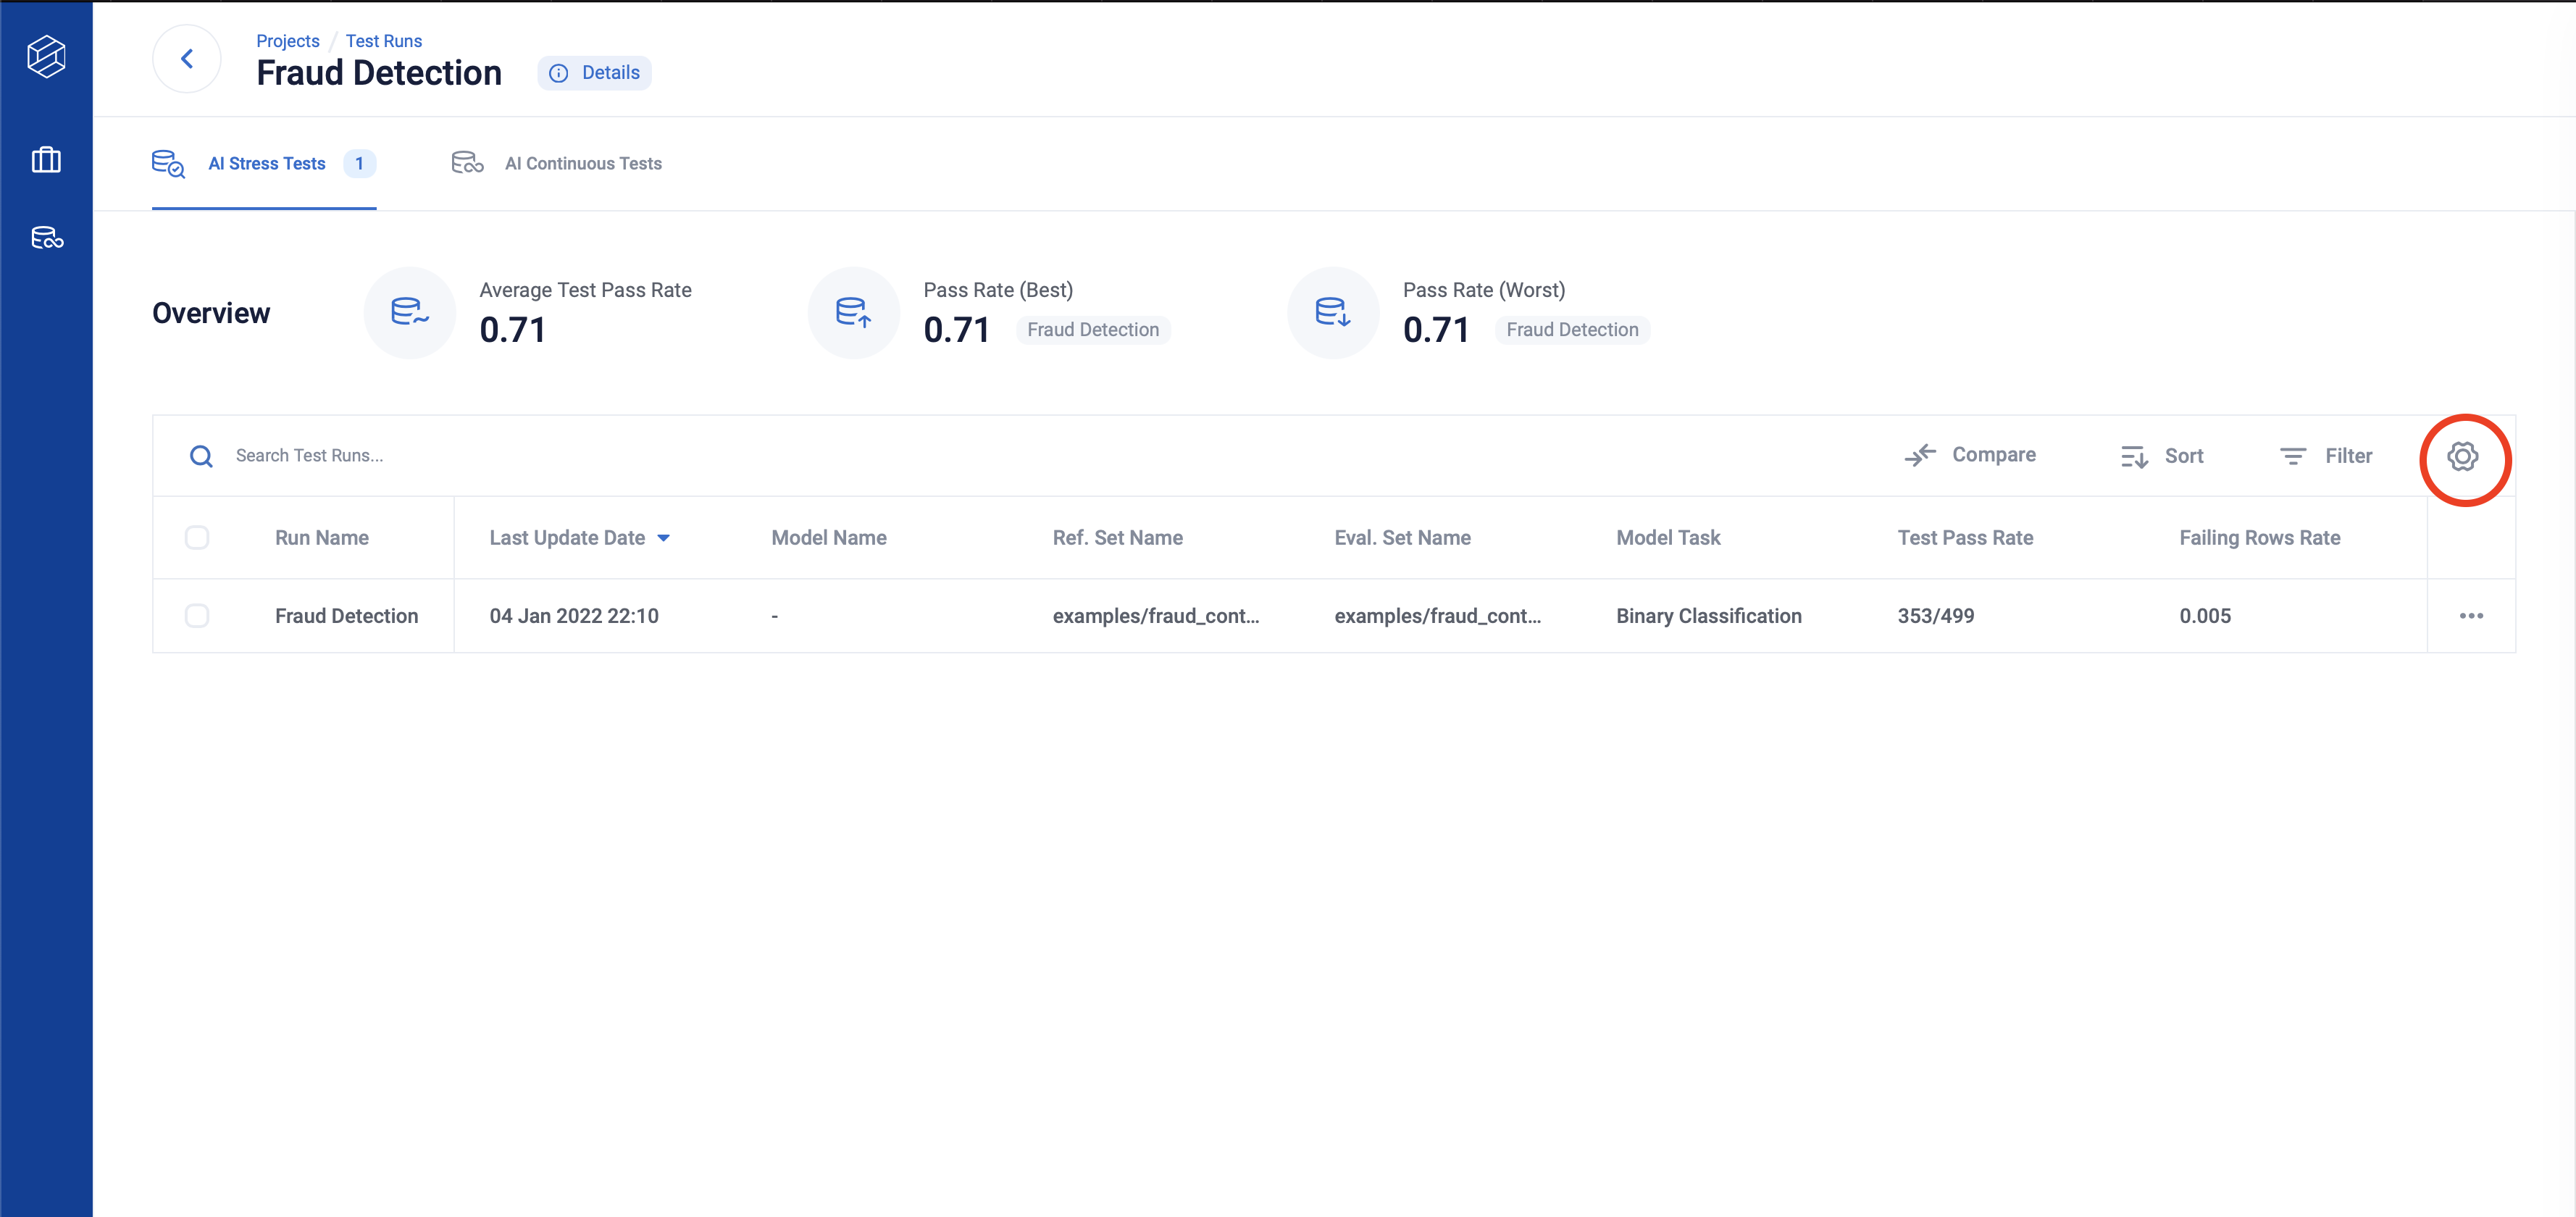 Projects / Test Runs
Fraud Detection Details
AI Stress Tests 1 AI Continuous Tests
Overview
Average Test Pass Rate
0.71
Pass Rate (Best)
0.71 Fraud Detection
Pass Rate (Worst)
0.71 Fraud Detection
Search Test Runs... Compare Sort Filter
Run Name Last Update Date Model Name Ref. Set Name Eval. Set Name Model Task Test Pass Rate Failing Rows Rate
Fraud Detection 04 Jan 2022 22:10 - examples/fraud_cont... examples/fraud_cont... Binary Classification 353/499 0.005